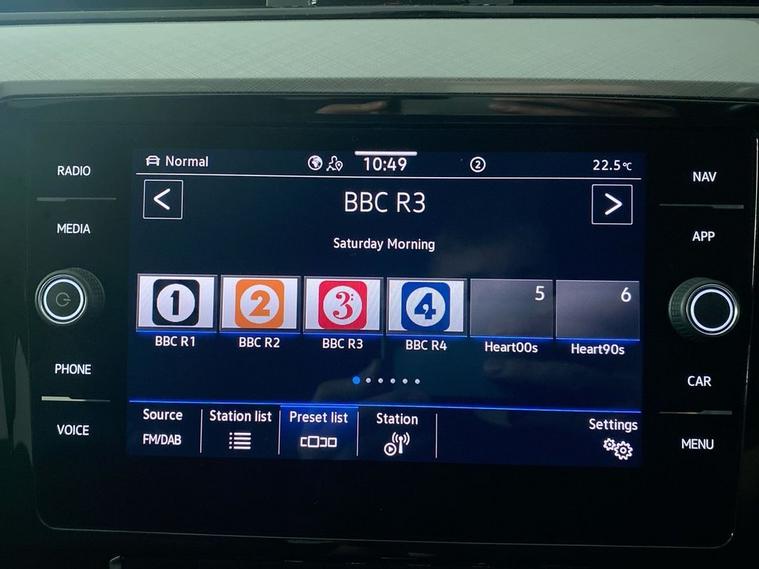 Normal 10:49 2 22.5°C
RADIO
NAV
BBC R3
MEDIA
APP
Saturday Morning
1 2 3: 4 5 6
BBC R1 BBC R2 BBC R3 BBC R4 Heart00s Heart90s
PHONE
CAR
Source Station list Preset list Station Settings
FM/DAB
VOICE
MENU